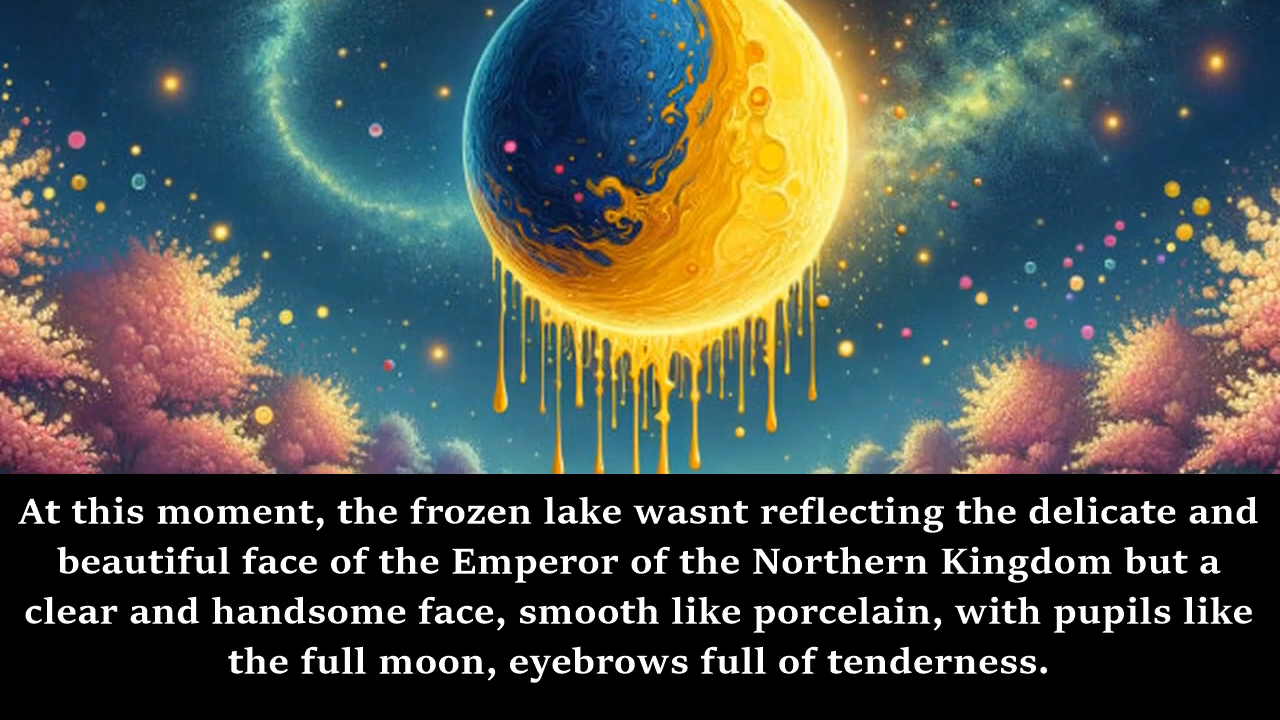 At this moment, the frozen lake wasnt reflecting the delicate and
beautiful face of the Emperor of the Northern Kingdom but a
clear and handsome face, smooth like porcelain, with pupils like
the full moon, eyebrows full of tenderness.